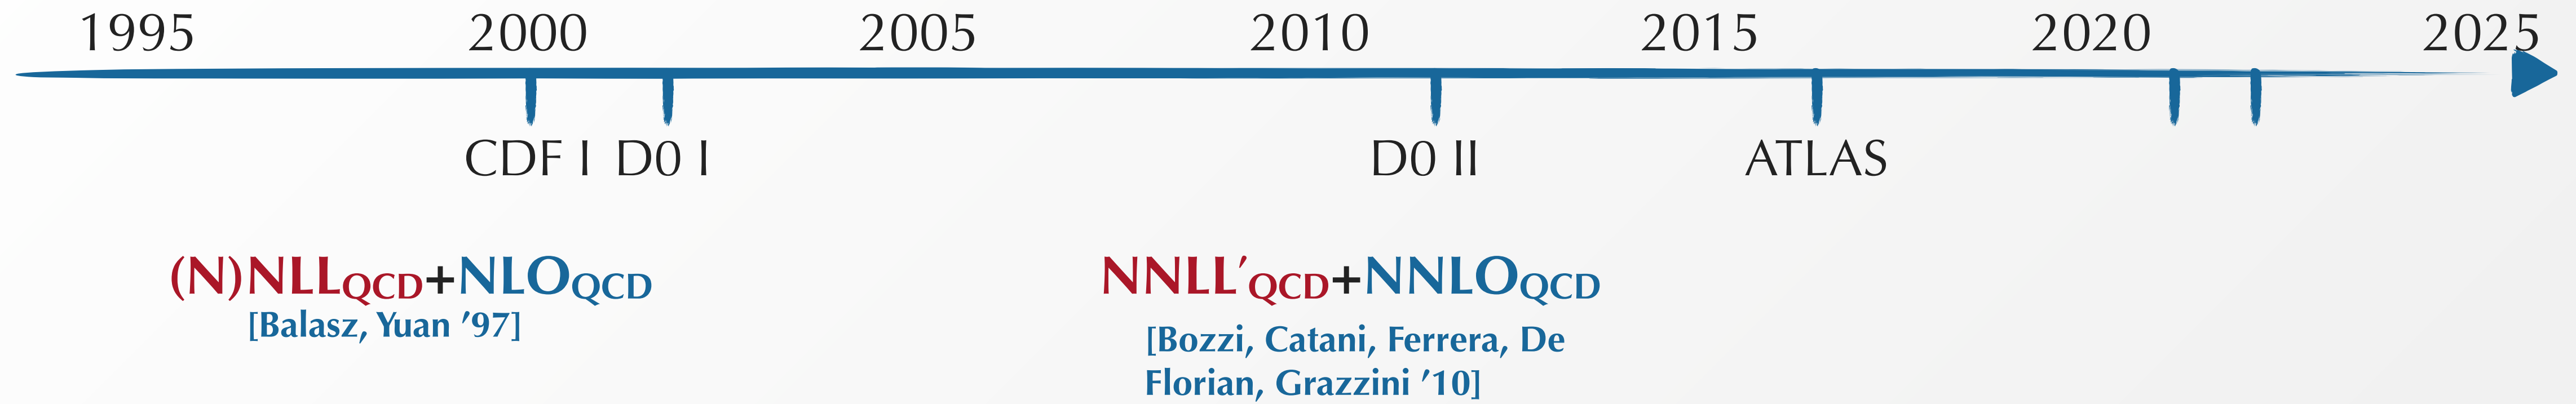 1995 2000 2005 2010 2015 2020 2025
CDF I D0 I D0 II ATLAS
(N)NLLQCD+NLOQCD
[Balasz, Yuan ’97]
NNLL′QCD+NNLOQCD
[Bozzi, Catani, Ferrera, De
Florian, Grazzini ’10]